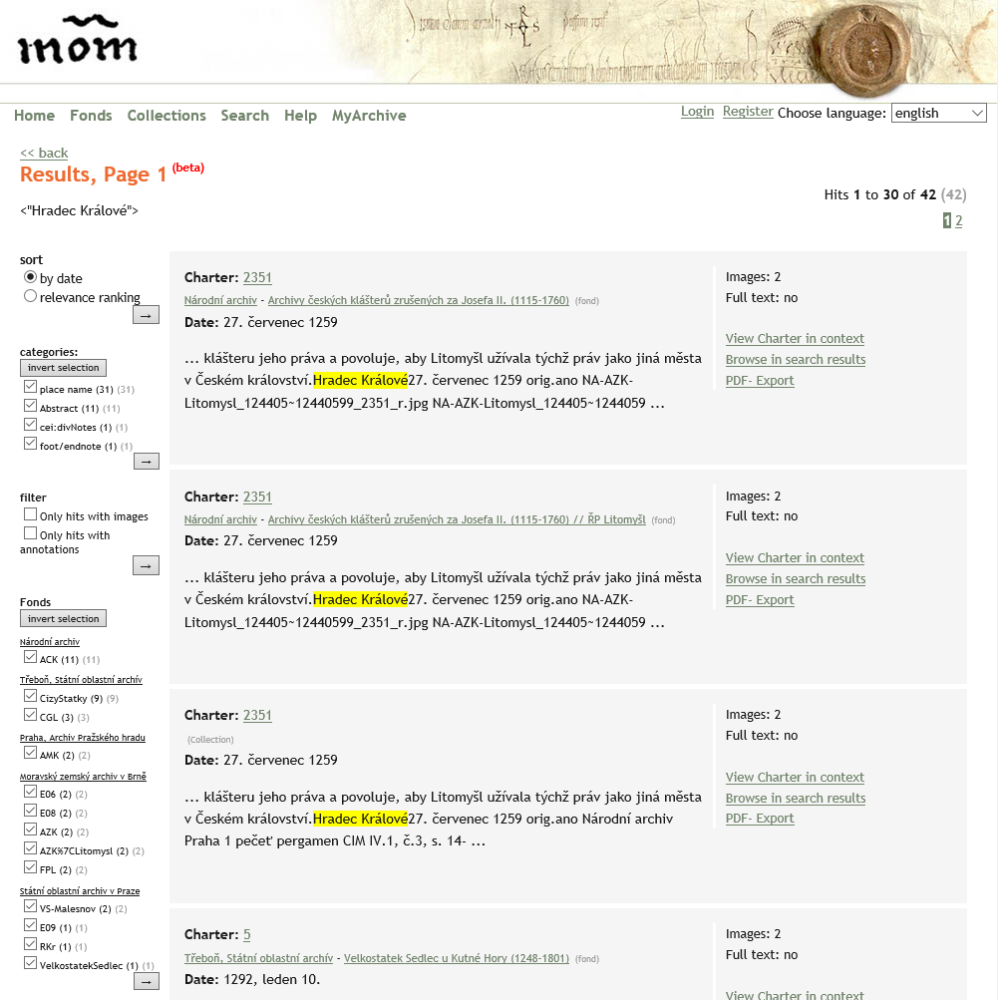 mom
Home Fonds Collections Search Help MyArchive
Login Register Choose language: english
<< back
Results, Page 1 (beta)
Hits 1 to 30 of 42 (42)
<"Hradec Králové">
1 2
sort
by date
relevance ranking
→
categories:
invert selection
place name (31) (31)
Abstract (11) (11)
cei:divNotes (1) (1)
foot/endnote (1) (1)
→
filter
Only hits with images
Only hits with
annotations
→
Fonds
invert selection
Národní archiv
ACK (11) (11)
Třeboň, Státní oblastní archiv
CizyStatky (9) (9)
CGL (3) (3)
Praha, Archiv Pražského hradu
AMK (2) (2)
Moravský zemský archiv v Brně
E06 (2) (2)
E08 (2) (2)
AZK (2) (2)
AZK%7CLitomysl (2) (2)
FPL (2) (2)
Státní oblastní archiv v Praze
VS-Malesnov (2) (2)
E09 (1) (1)
RKr (1) (1)
VelkostatekSedlec (1) (1)
→
Charter: 2351
Národní archiv - Archivy českých klášterů zrušených za Josefa II. (1115-1760) (fond)
Date: 27. červenec 1259
... klášteru jeho práva a povoluje, aby Litomyšl užívala týchž práv jako jiná města
v Českém království.Hradec Králové27. červenec 1259 orig.ano NA-AZK-
Litomysl_124405~12440599_2351_r.jpg NA-AZK-Litomysl_124405~1244059 ...
Images: 2
Full text: no
View Charter in context
Browse in search results
PDF- Export
Charter: 2351
Národní archiv - Archivy českých klášterů zrušených za Josefa II. (1115-1760) // ŘP Litomyšl (fond)
Date: 27. červenec 1259
... klášteru jeho práva a povoluje, aby Litomyšl užívala týchž práv jako jiná města
v Českém království.Hradec Králové27. červenec 1259 orig.ano NA-AZK-
Litomysl_124405~12440599_2351_r.jpg NA-AZK-Litomysl_124405~1244059 ...
Images: 2
Full text: no
View Charter in context
Browse in search results
PDF- Export
Charter: 2351
(Collection)
Date: 27. červenec 1259
... klášteru jeho práva a povoluje, aby Litomyšl užívala týchž práv jako jiná města
v Českém království.Hradec Králové27. červenec 1259 orig.ano Národní archiv
Praha 1 pečeť pergamen CIM IV.1, č.3, s. 14- ...
Images: 2
Full text: no
View Charter in context
Browse in search results
PDF- Export
Charter: 5
Třeboň, Státní oblastní archiv - Velkostatek Sedlec u Kutné Hory (1248-1801) (fond)
Date: 1292, leden 10.
Images: 2
Full text: no
View Charter in context